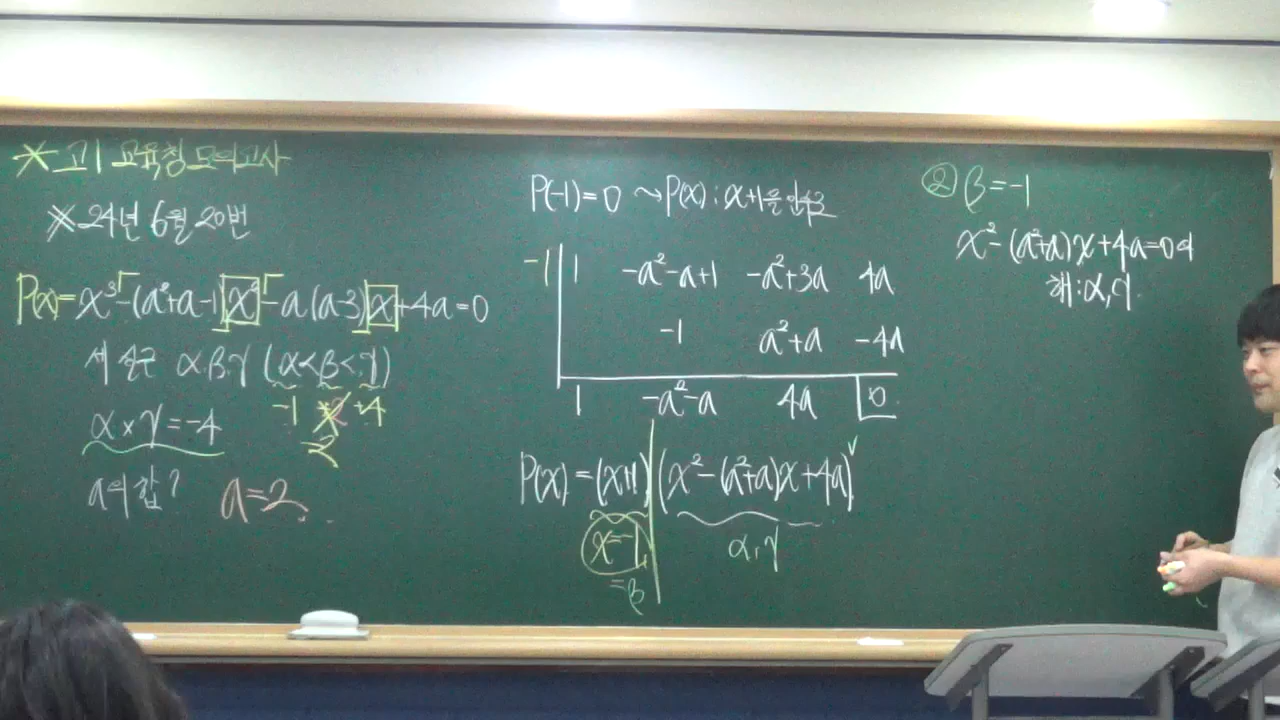 * 고1 교육청 모의고사
※ 24년 6월 20번
P(x)= x³-(a²+a-1)x²-a(a-3)x+4a=0
세 실근 α,β,γ (α<β<γ)
-1 4
2
α×γ=-4
a의 합?
a=2
P(-1)=0 ~> P(x) : x+1을 인수로
-1 1 -a²-a+1 -a²+3a 4a
-1 a²+a -4a
1 -a²-a 4a 0
P(x) = (x+1)(x²-(a²+a)x+4a)
x=-1 α,γ
=β
② β=-1
x²-(a²+a)x+4a=0의
해:α,γ